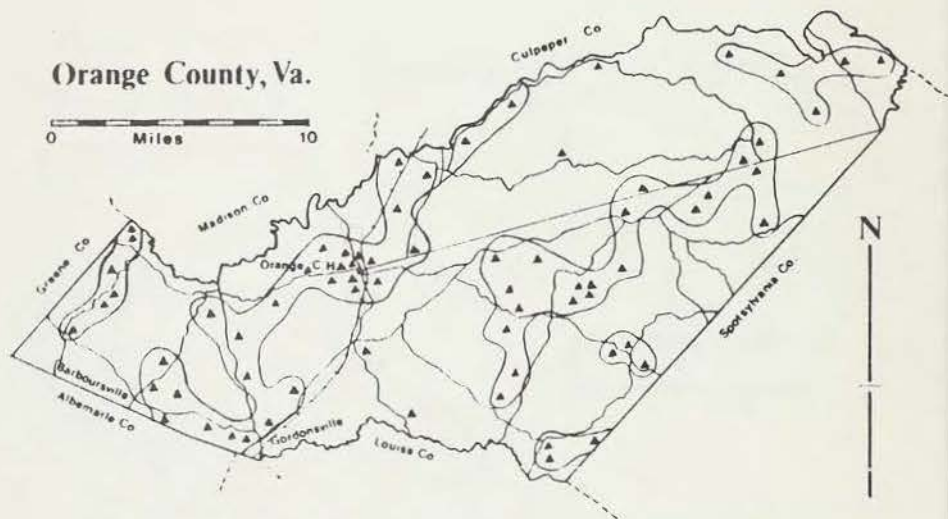 Orange County, Va.
0 Miles 10
Culpeper Co
Madison Co
Greene Co
Orange C H
N
Spotsylvania Co.
Barboursville
Albemarle Co
Gordonsville
Louisa Co